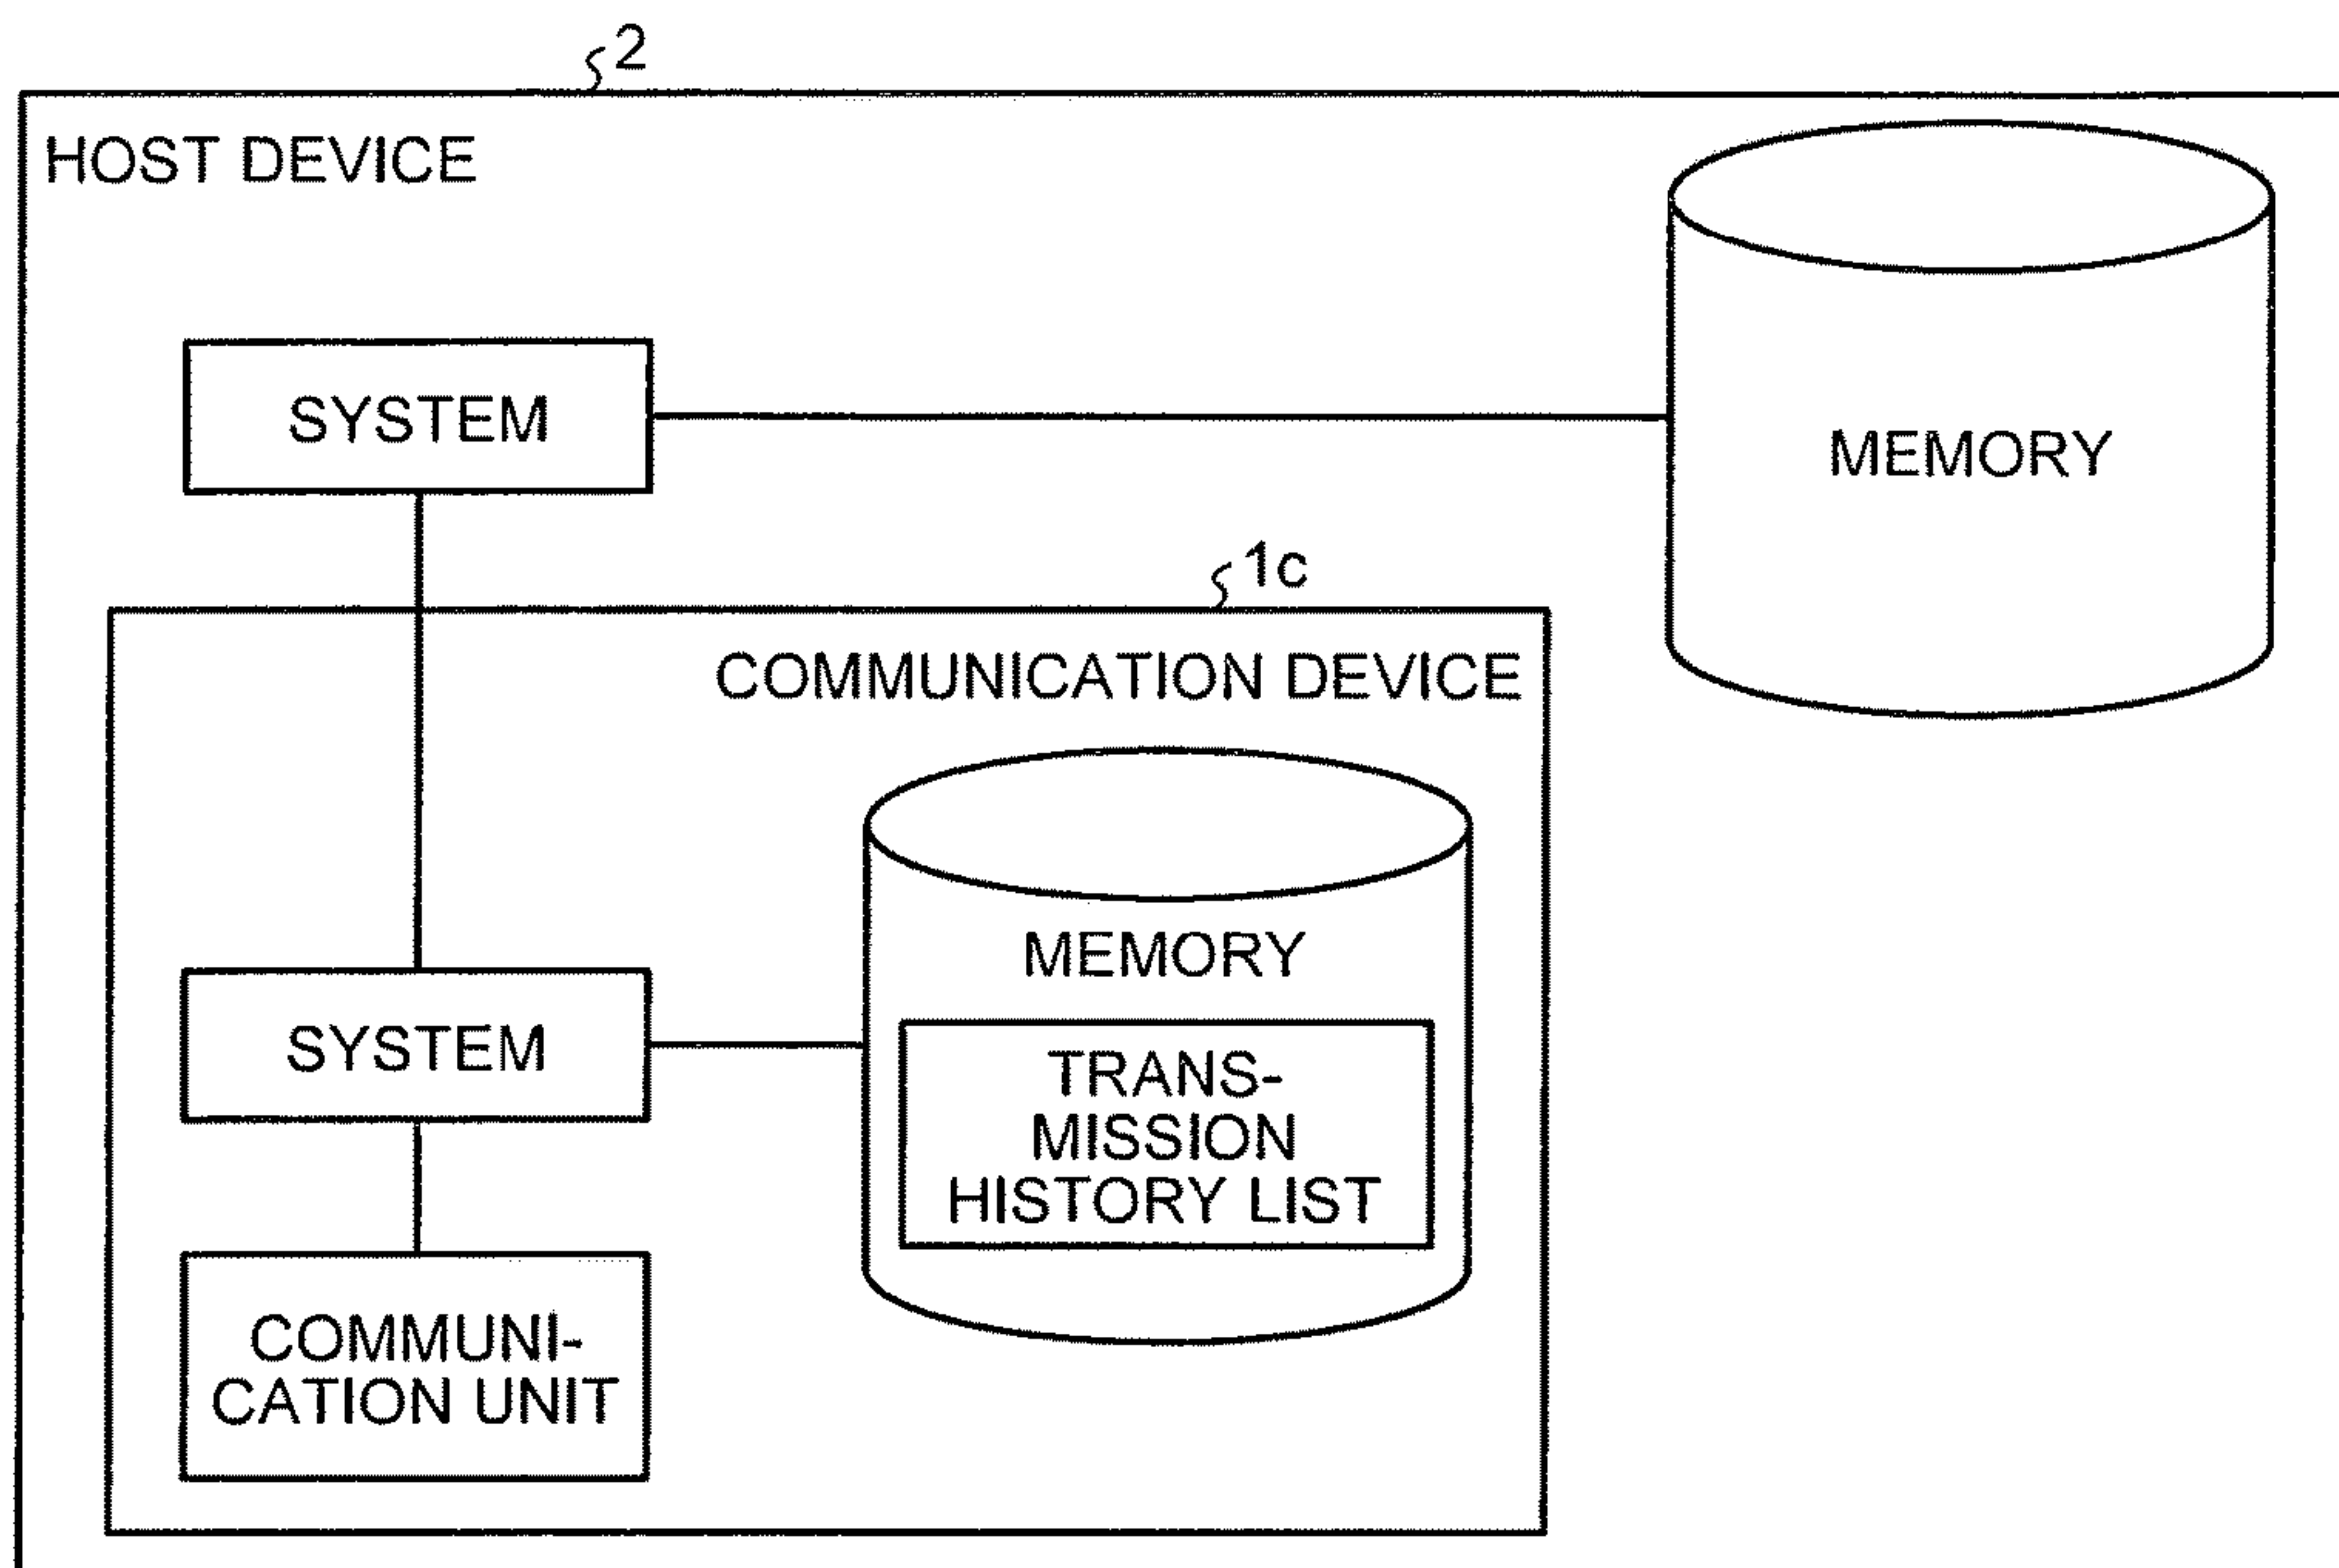 2
HOST DEVICE
SYSTEM
MEMORY
1c
COMMUNICATION DEVICE
MEMORY
SYSTEM
TRANS-
MISSION
HISTORY LIST
COMMUNI-
CATION UNIT